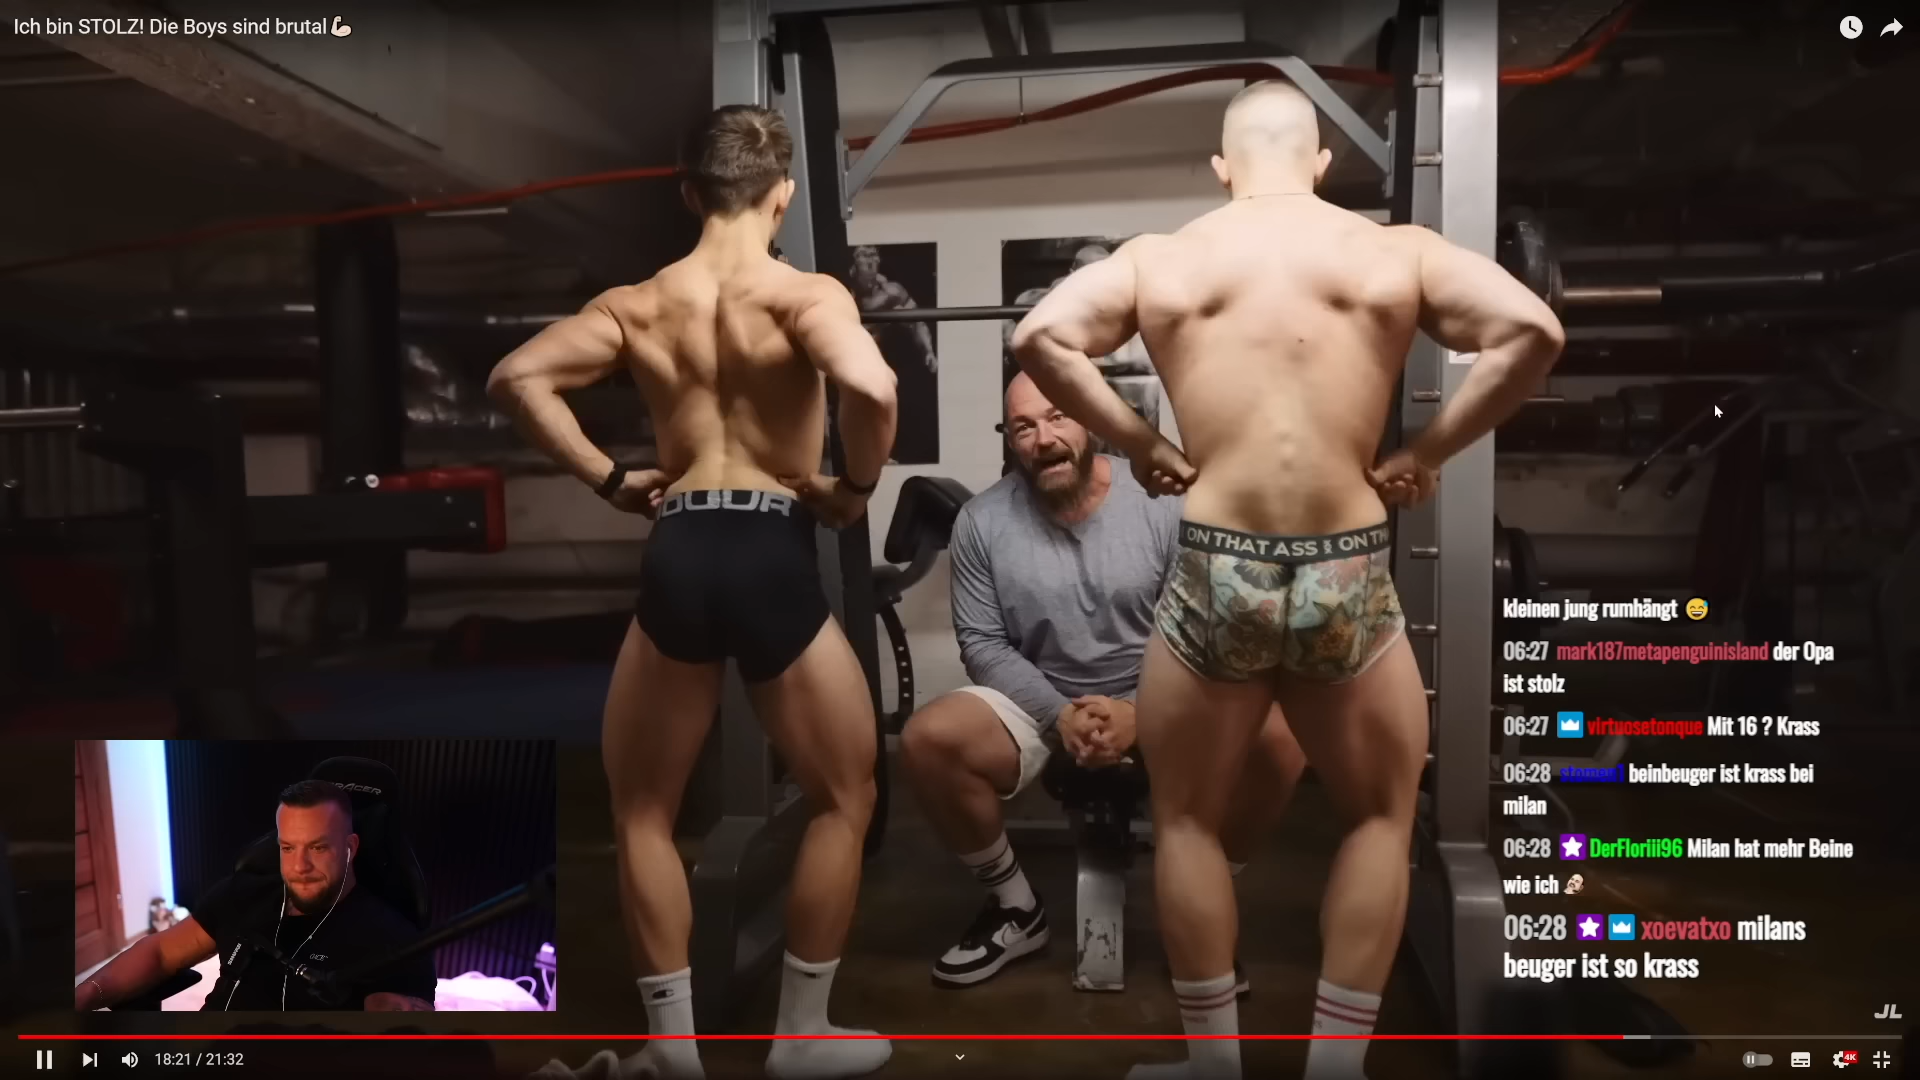 Ich bin STOLZ! Die Boys sind brutal💪🏻
RACER
ON THAT ASS ON TH
kleinen jung rumhängt 😅
06:27 mark187metapenguinisland der Opa
ist stolz
06:27 virtuosetonque Mit 16 ? Krass
06:28 beinbeuger ist krass bei
milan
06:28 DerFloriii96 Milan hat mehr Beine
wie ich
06:28 xoevatxo milans
beuger ist so krass
JL
18:21 / 21:32
4K